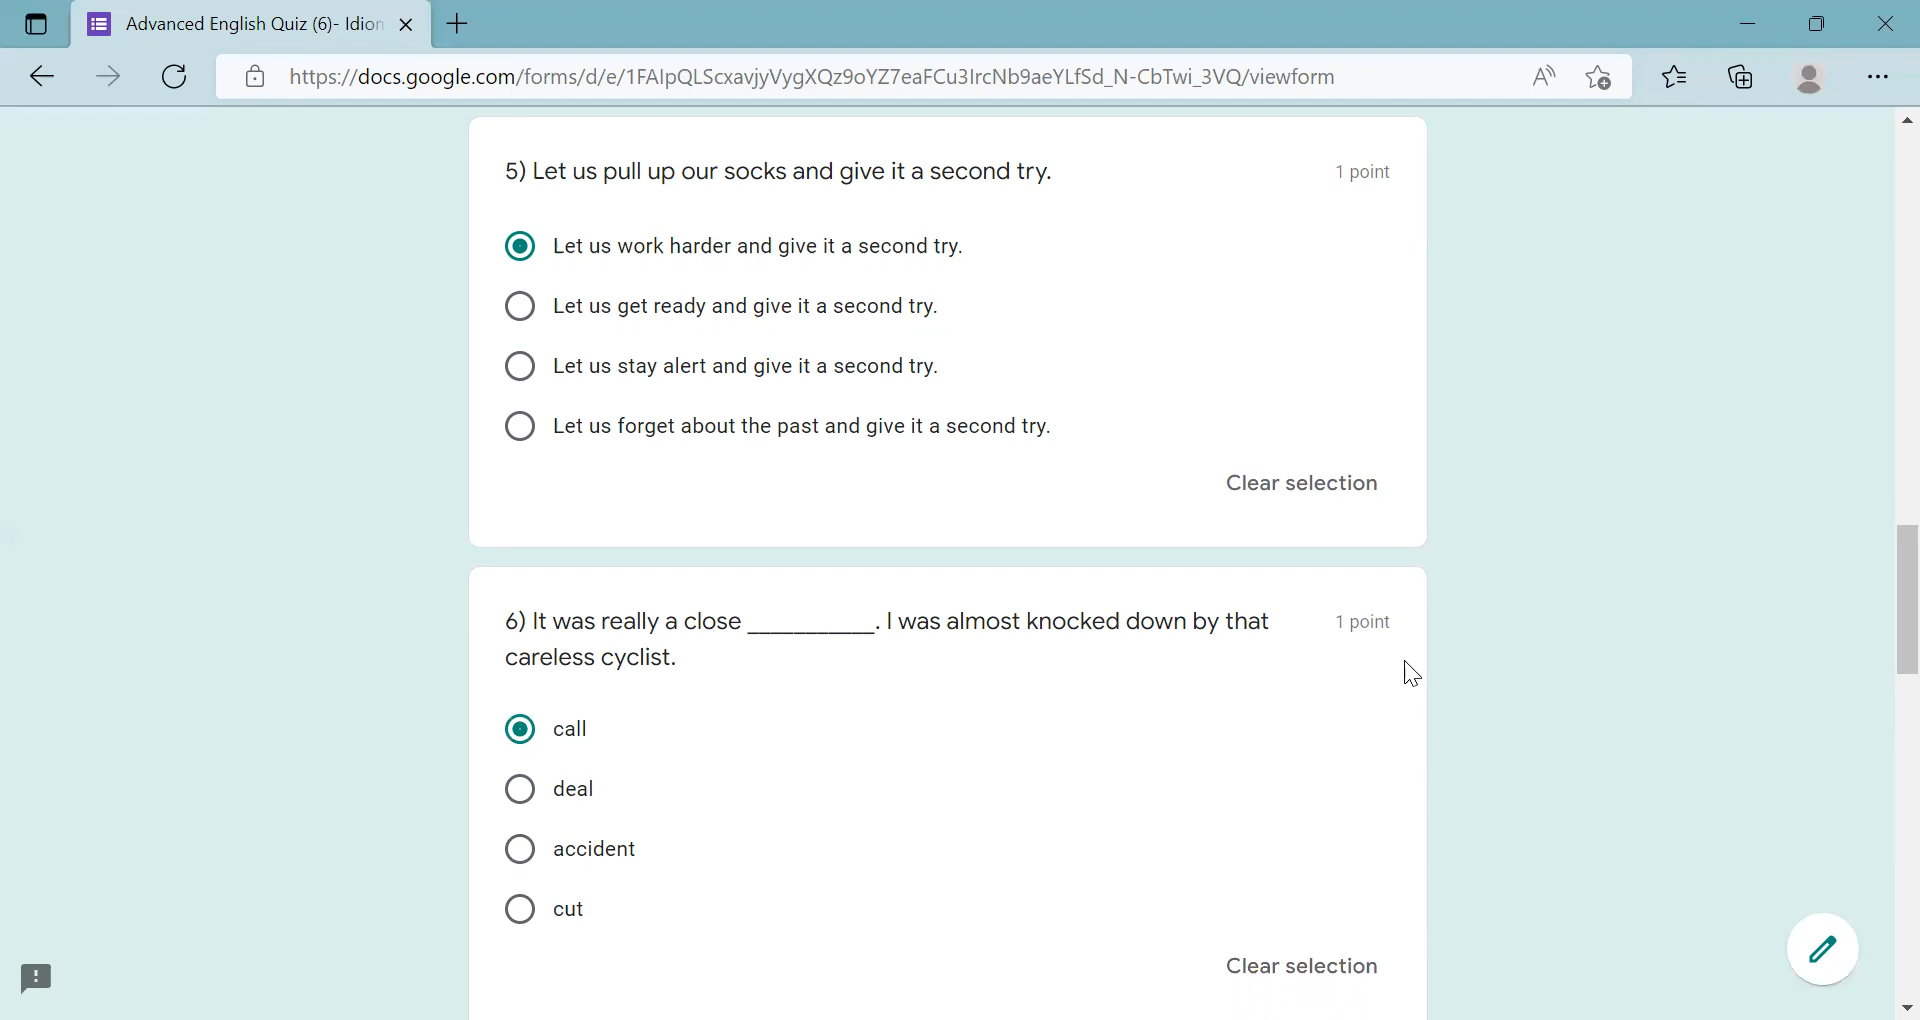 Advanced English Quiz (6)- Idion
https://docs.google.com/forms/d/e/1FAIpQLScxavjyVygXQz9oYZ7eaFCu3IrcNb9aeYLfSd_N-CbTwi_3VQ/viewform
5) Let us pull up our socks and give it a second try. 1 point
Let us work harder and give it a second try.
Let us get ready and give it a second try.
Let us stay alert and give it a second try.
Let us forget about the past and give it a second try.
Clear selection
6) It was really a close __________. I was almost knocked down by that 1 point
careless cyclist.
call
deal
accident
cut
Clear selection